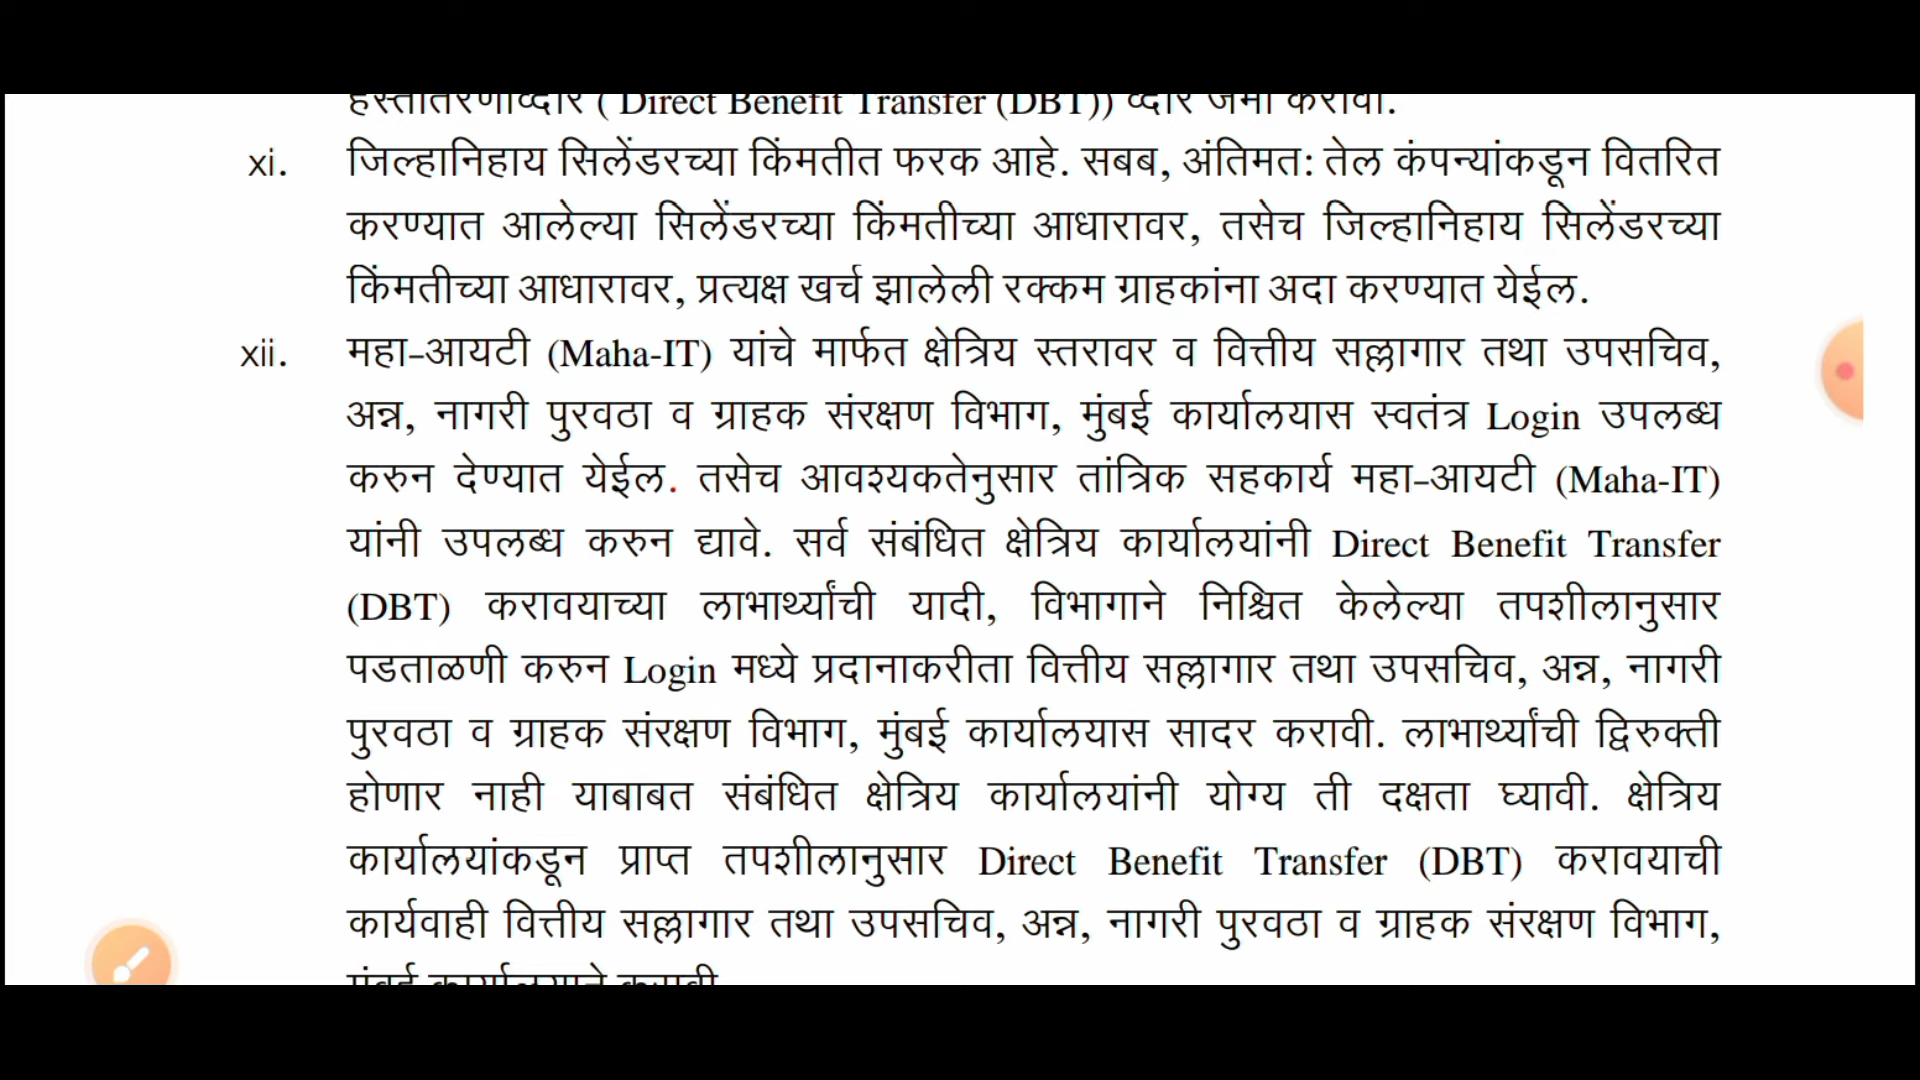 हस्तांतरणाव्दारे ( Direct Benefit Transfer (DBT)) व्दारे जमा करावी.
xi. जिल्हानिहाय सिलेंडरच्या किंमतीत फरक आहे. सबब, अंतिमत: तेल कंपन्यांकडून वितरित
करण्यात आलेल्या सिलेंडरच्या किंमतीच्या आधारावर, तसेच जिल्हानिहाय सिलेंडरच्या
किंमतीच्या आधारावर, प्रत्यक्ष खर्च झालेली रक्कम ग्राहकांना अदा करण्यात येईल.
xii. महा-आयटी (Maha-IT) यांचे मार्फत क्षेत्रिय स्तरावर व वित्तीय सल्लागार तथा उपसचिव,
अन्न, नागरी पुरवठा व ग्राहक संरक्षण विभाग, मुंबई कार्यालयास स्वतंत्र Login उपलब्ध
करुन देण्यात येईल. तसेच आवश्यकतेनुसार तांत्रिक सहकार्य महा-आयटी (Maha-IT)
यांनी उपलब्ध करुन द्यावे. सर्व संबंधित क्षेत्रिय कार्यालयांनी Direct Benefit Transfer
(DBT) करावयाच्या लाभार्थ्यांची यादी, विभागाने निश्चित केलेल्या तपशीलानुसार
पडताळणी करुन Login मध्ये प्रदानाकरीता वित्तीय सल्लागार तथा उपसचिव, अन्न, नागरी
पुरवठा व ग्राहक संरक्षण विभाग, मुंबई कार्यालयास सादर करावी. लाभार्थ्यांची द्विरुक्ती
होणार नाही याबाबत संबंधित क्षेत्रिय कार्यालयांनी योग्य ती दक्षता घ्यावी. क्षेत्रिय
कार्यालयांकडून प्राप्त तपशीलानुसार Direct Benefit Transfer (DBT) करावयाची
कार्यवाही वित्तीय सल्लागार तथा उपसचिव, अन्न, नागरी पुरवठा व ग्राहक संरक्षण विभाग,
मुंबई कार्यालयाने करावी